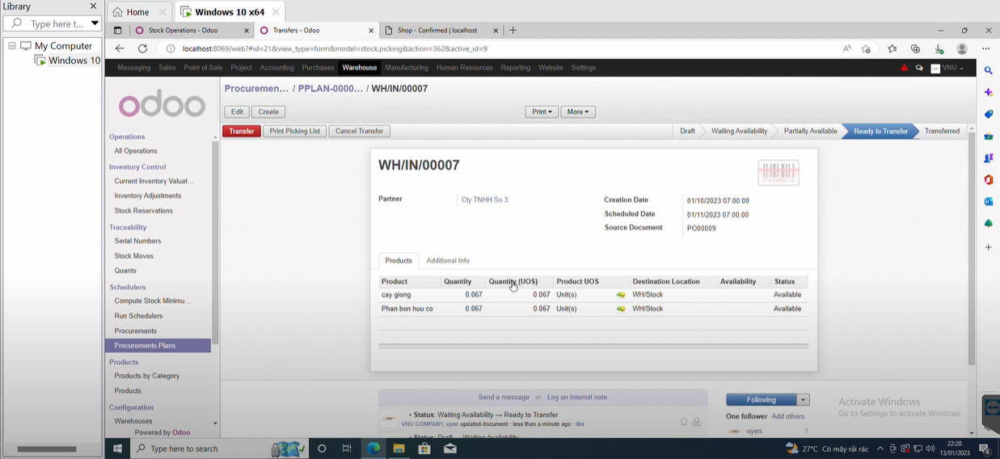 Library
Home
Windows 10 x64
Type here t...
My Computer
Windows 10
Stock Operations - Odoo
Transfers - Odoo
Shop - Confirmed | localhost
localhost:8069/web?#id=21&view_type=form&model=stock.picking&action=362&active_id=9
Messaging Sales Point of Sale Project Accounting Purchases Warehouse Manufacturing Human Resources Reporting Website Settings
VNU
odoo
Operations
All Operations
Inventory Control
Current Inventory Valuat...
Inventory Adjustments
Stock Reservations
Traceability
Serial Numbers
Stock Moves
Quants
Schedulers
Compute Stock Minimu...
Run Schedulers
Procurements
Procurements Plans
Products
Products by Category
Products
Configuration
Warehouses
Powered by Odoo
Procuremen... / PPLAN-0000... / WH/IN/00007
Edit Create Print More
Transfer Print Picking List Cancel Transfer
Draft Waiting Availability Partially Available Ready to Transfer Transferred
WH/IN/00007
Partner Cty TNHH So 3
Creation Date 01/10/2023 07:00:00
Scheduled Date 01/11/2023 07:00:00
Source Document PO00009
Products Additional Info
Product Quantity Quantity (UOS) Product UOS Destination Location Availability Status
cay giong 0.067 0.067 Unit(s) WH/Stock Available
Phan bon huu co 0.067 0.067 Unit(s) WH/Stock Available
Send a message or Log an internal note
• Status: Waiting Availability → Ready to Transfer
VNU COMPANY, uyen updated document • less than a minute ago • like
• Status: Draft → Waiting Availability
Following
One follower Add others
uyen X
Activate Windows
Go to Settings to activate Windows.
Type here to search
27°C Có mây rải rác
22:20
13/01/2023
4